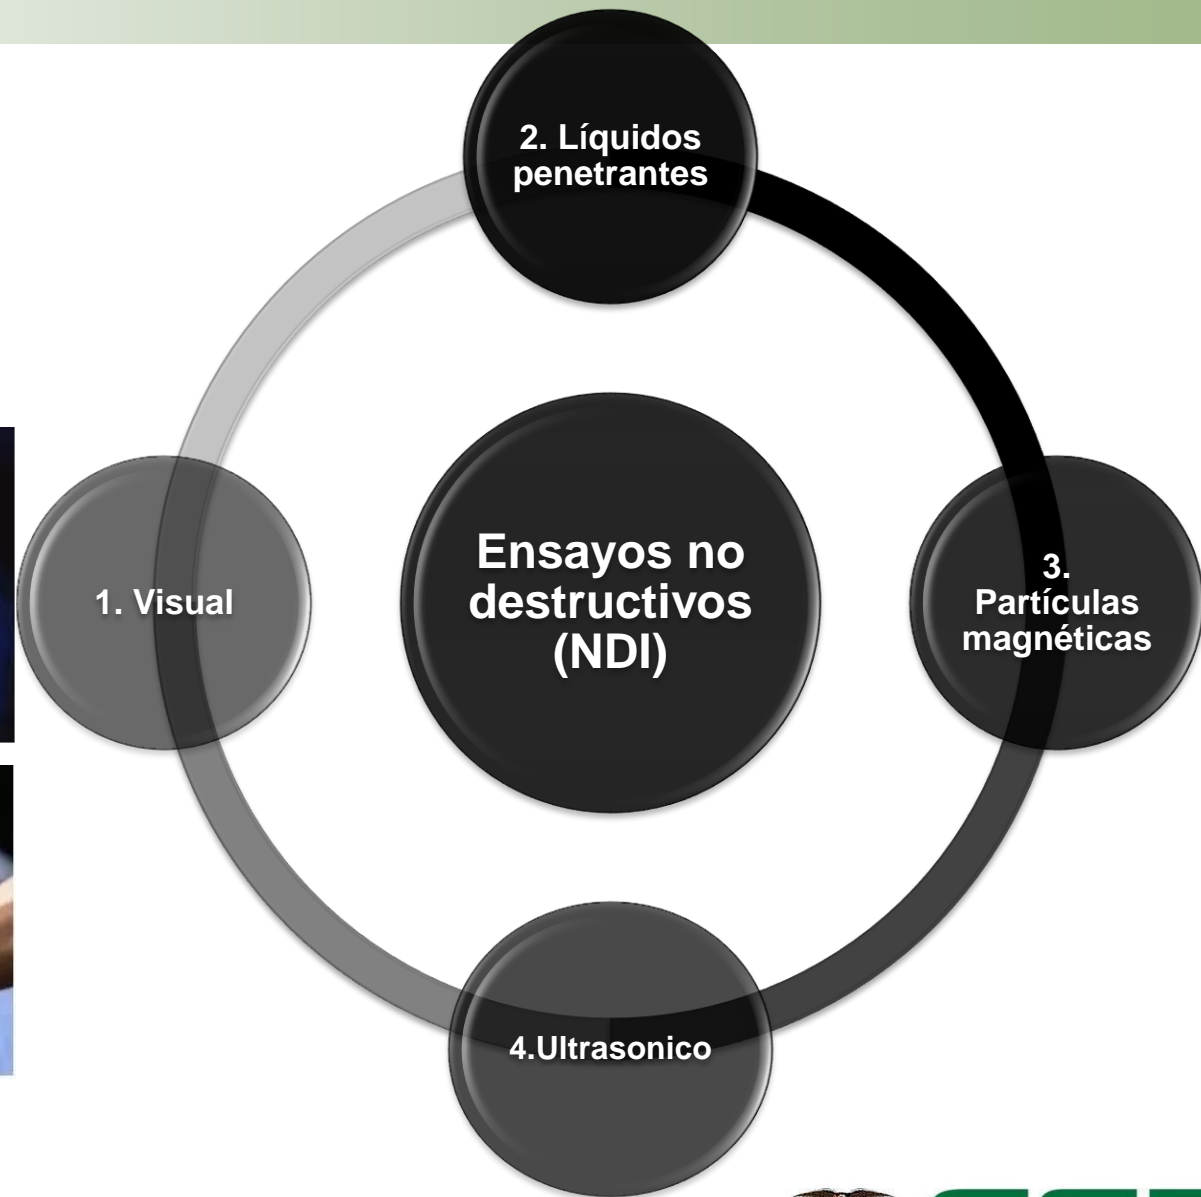 2. Líquidos
penetrantes
1. Visual
Ensayos no
destructivos
(NDI)
3.
Partículas
magnéticas
4.Ultrasonico